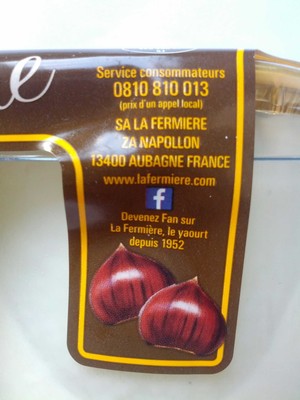 e
Service consommateurs
0810 810 013
(prix d'un appel local)
SA LA FERMIERE
ZA NAPOLLON
13400 AUBAGNE FRANCE
www.lafermiere.com
f
Devenez Fan sur
La Fermière, le yaourt
depuis 1952